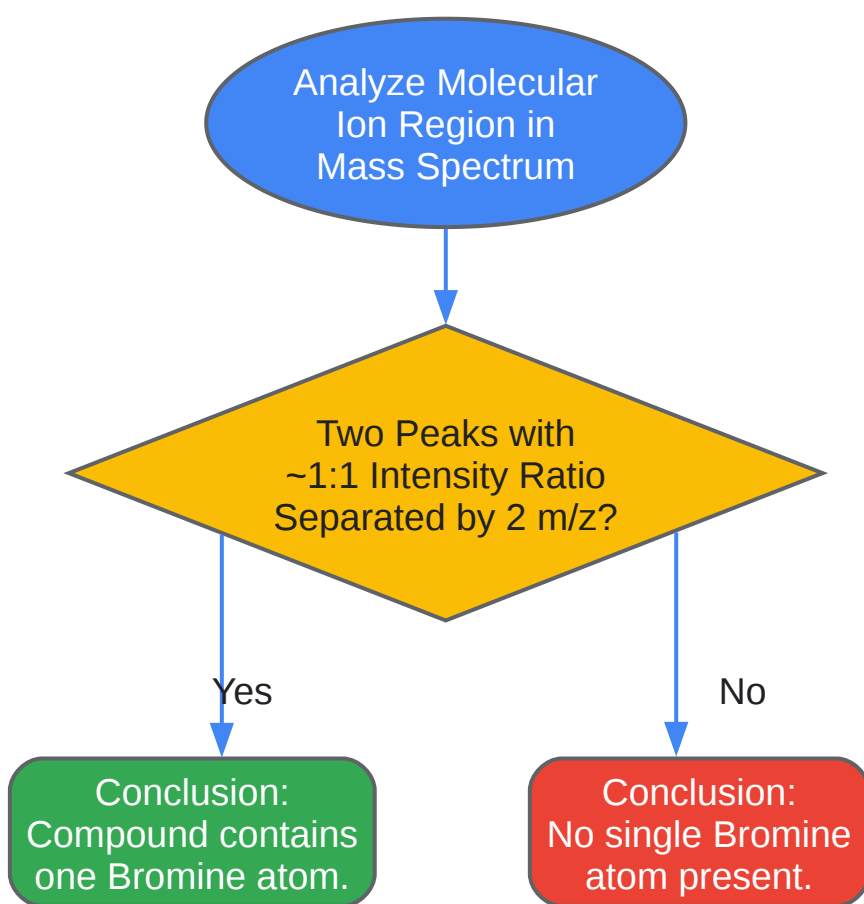 Analyze Molecular
Ion Region in
Mass Spectrum
Two Peaks with
~1:1 Intensity Ratio
Separated by 2 m/z?
Yes
No
Conclusion:
Compound contains
one Bromine atom.
Conclusion:
No single Bromine
atom present.